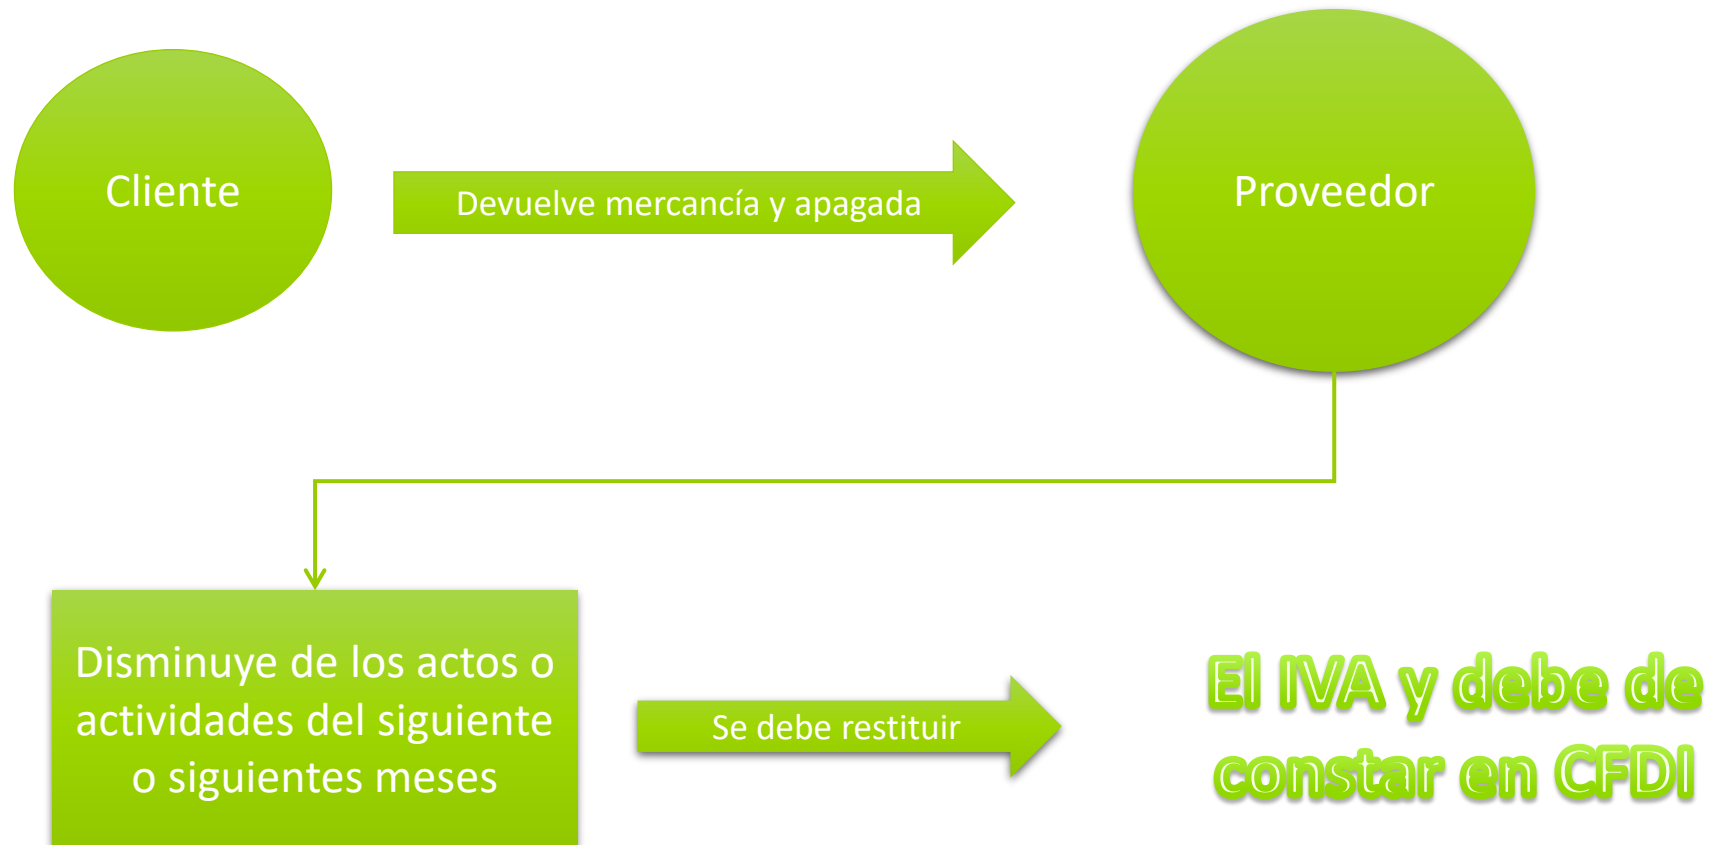 Cliente
Devuelve mercancía y apagada
Proveedor
Disminuye de los actos o
actividades del siguiente
o siguientes meses
Se debe restituir
El IVA y debe de
constar en CFDI